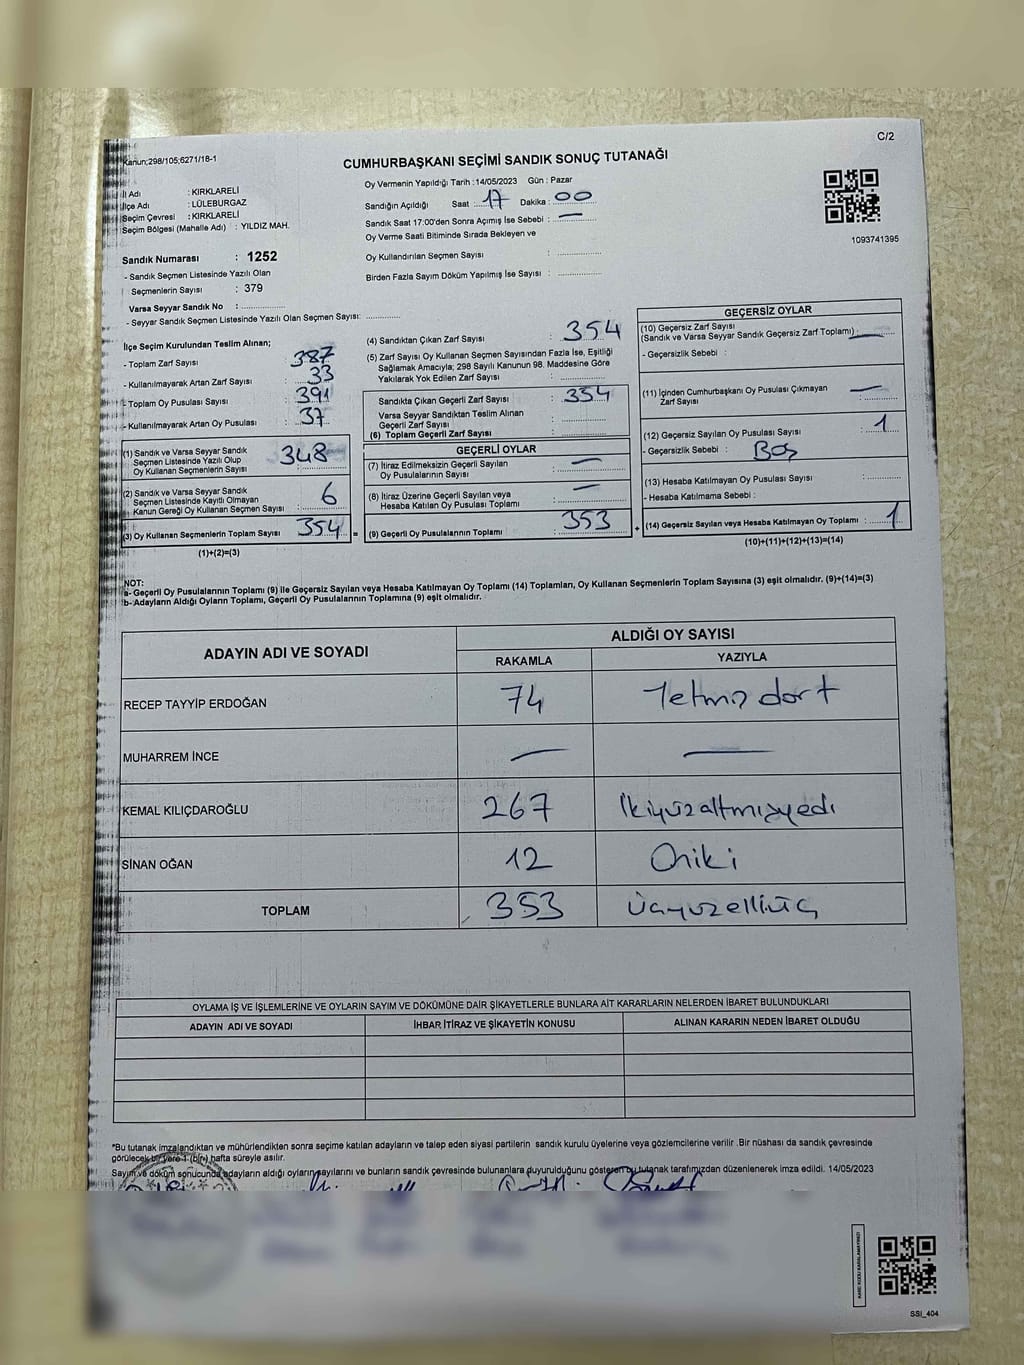 C/2
Kanun;298/105;6271/18-1
CUMHURBAŞKANI SEÇİMİ SANDIK SONUÇ TUTANAĞI
İl Adı : KIRKLARELİ
İlçe Adı : LÜLEBURGAZ
Seçim Çevresi : KIRKLARELİ
Seçim Bölgesi (Mahalle Adı) : YILDIZ MAH.
Oy Vermenin Yapıldığı Tarih :14/05/2023 Gün : Pazar
Sandığın Açıldığı Saat : 17 Dakika : 00
Sandık Saat 17:00'den Sonra Açılmış İse Sebebi : —
Oy Verme Saati Bitiminde Sırada Bekleyen ve
Oy Kullandırılan Seçmen Sayısı :
Birden Fazla Sayım Döküm Yapılmış İse Sayısı :
1093741395
Sandık Numarası : 1252
- Sandık Seçmen Listesinde Yazılı Olan
Seçmenlerin Sayısı : 379
Varsa Seyyar Sandık No :
- Seyyar Sandık Seçmen Listesinde Yazılı Olan Seçmen Sayısı:
İlçe Seçim Kurulundan Teslim Alınan;
- Toplam Zarf Sayısı : 387
- Kullanılmayarak Artan Zarf Sayısı : 33
- Toplam Oy Pusulası Sayısı : 391
- Kullanılmayarak Artan Oy Pusulası : 37
(1) Sandık ve Varsa Seyyar Sandık
Seçmen Listesinde Yazılı Olup
Oy Kullanan Seçmenlerin Sayısı : 348
(2) Sandık ve Varsa Seyyar Sandık
Seçmen Listesinde Kayıtlı Olmayan
Kanun Gereği Oy Kullanan Seçmen Sayısı : 6
(3) Oy Kullanan Seçmenlerin Toplam Sayısı : 354 =
(1)+(2)=(3)
(4) Sandıktan Çıkan Zarf Sayısı : 354
(5) Zarf Sayısı Oy Kullanan Seçmen Sayısından Fazla İse, Eşitliği
Sağlamak Amacıyla; 298 Sayılı Kanunun 98. Maddesine Göre
Yakılarak Yok Edilen Zarf Sayısı :
Sandıkta Çıkan Geçerli Zarf Sayısı : 354
Varsa Seyyar Sandıktan Teslim Alınan
Geçerli Zarf Sayısı :
(6) Toplam Geçerli Zarf Sayısı :
GEÇERLİ OYLAR
(7) İtiraz Edilmeksizin Geçerli Sayılan
Oy Pusulalarının Sayısı : —
(8) İtiraz Üzerine Geçerli Sayılan veya
Hesaba Katılan Oy Pusulası Toplamı : —
(9) Geçerli Oy Pusulalarının Toplamı : 353 +
GEÇERSİZ OYLAR
(10) Geçersiz Zarf Sayısı
(Sandık ve Varsa Seyyar Sandık Geçersiz Zarf Toplamı) : —
- Geçersizlik Sebebi :
(11) İçinden Cumhurbaşkanı Oy Pusulası Çıkmayan
Zarf Sayısı : —
(12) Geçersiz Sayılan Oy Pusulası Sayısı : 1
- Geçersizlik Sebebi : Boş
(13) Hesaba Katılmayan Oy Pusulası Sayısı :
- Hesaba Katılmama Sebebi :
(14) Geçersiz Sayılan veya Hesaba Katılmayan Oy Toplamı : 1
(10)+(11)+(12)+(13)=(14)
NOT:
a- Geçerli Oy Pusulalarının Toplamı (9) ile Geçersiz Sayılan veya Hesaba Katılmayan Oy Toplamı (14) Toplamları, Oy Kullanan Seçmenlerin Toplam Sayısına (3) eşit olmalıdır. (9)+(14)=(3)
b- Adayların Aldığı Oyların Toplamı, Geçerli Oy Pusulalarının Toplamına (9) eşit olmalıdır.
ADAYIN ADI VE SOYADI ALDIĞI OY SAYISI
RAKAMLA YAZIYLA
RECEP TAYYİP ERDOĞAN 74 Yetmiş dört
MUHARREM İNCE — —
KEMAL KILIÇDAROĞLU 267 İkiyüzaltmışyedi
SİNAN OĞAN 12 Oniki
TOPLAM 353 Üçyüzelliüç
OYLAMA İŞ VE İŞLEMLERİNE VE OYLARIN SAYIM VE DÖKÜMÜNE DAİR ŞİKAYETLERLE BUNLARA AİT KARARLARIN NELERDEN İBARET BULUNDUKLARI
ADAYIN ADI VE SOYADI İHBAR İTİRAZ VE ŞİKAYETİN KONUSU ALINAN KARARIN NEDEN İBARET OLDUĞU
*Bu tutanak imzalandıktan ve mühürlendikten sonra seçime katılan adayların ve talep eden siyasi partilerin sandık kurulu üyelerine veya gözlemcilerine verilir .Bir nüshası da sandık çevresinde
görülecek bir yere 1 (bir) hafta süreyle asılır.
Sayım ve döküm sonucunda adayların aldığı oyların sayılarını ve bunların sandık çevresinde bulunanlara duyurulduğunu gösteren bu tutanak tarafımızdan düzenlenerek imza edildi. 14/05/2023
KARE KODU KARALAMAYINIZ!
SSI_404